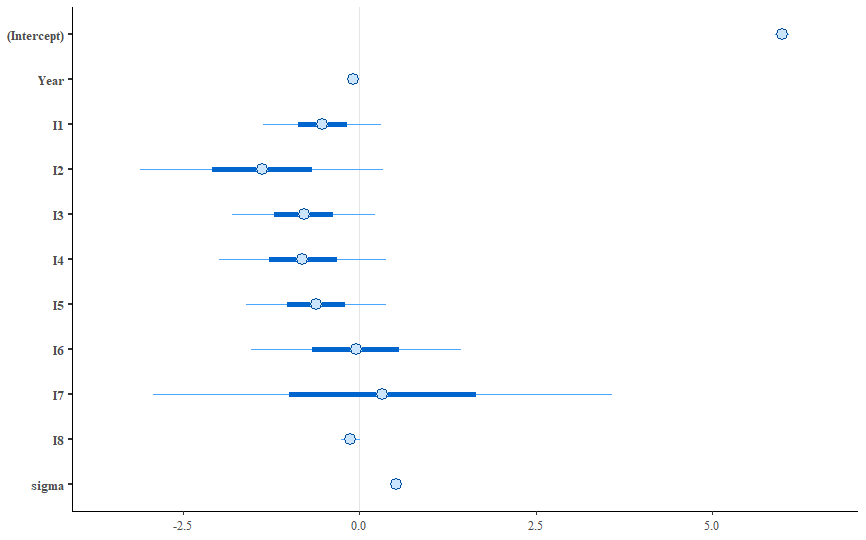 (Intercept)
Year
I1
I2
I3
I4
I5
I6
I7
I8
sigma
-2.5 0.0 2.5 5.0